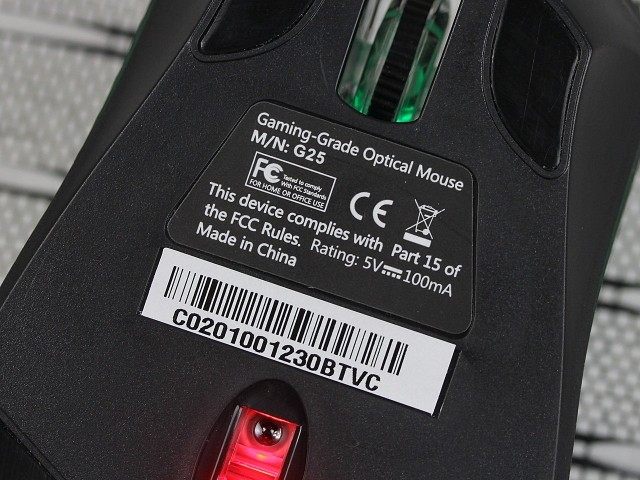 Gaming-Grade Optical Mouse
M/N: G25
FC Tested to comply
With FCC Standards
FOR HOME OR OFFICE USE
CE
This device complies with Part 15 of
the FCC Rules. Rating: 5V⎓100mA
Made in China
C0201001230BTVC